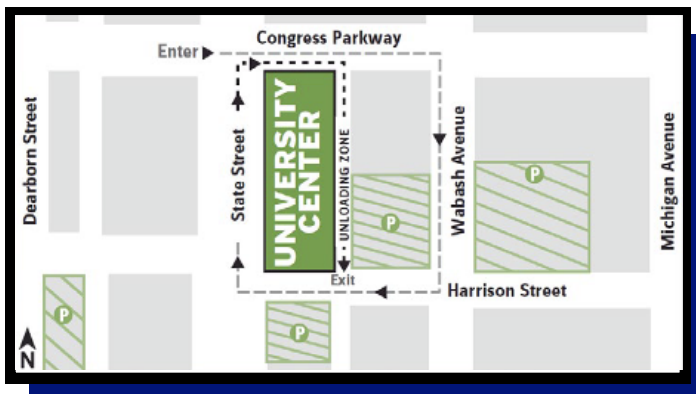 Congress Parkway
Enter
Dearborn Street
State Street
UNIVERSITY
CENTER
UNLOADING ZONE
Wabash Avenue
Michigan Avenue
P
P
Exit
Harrison Street
P
P
N